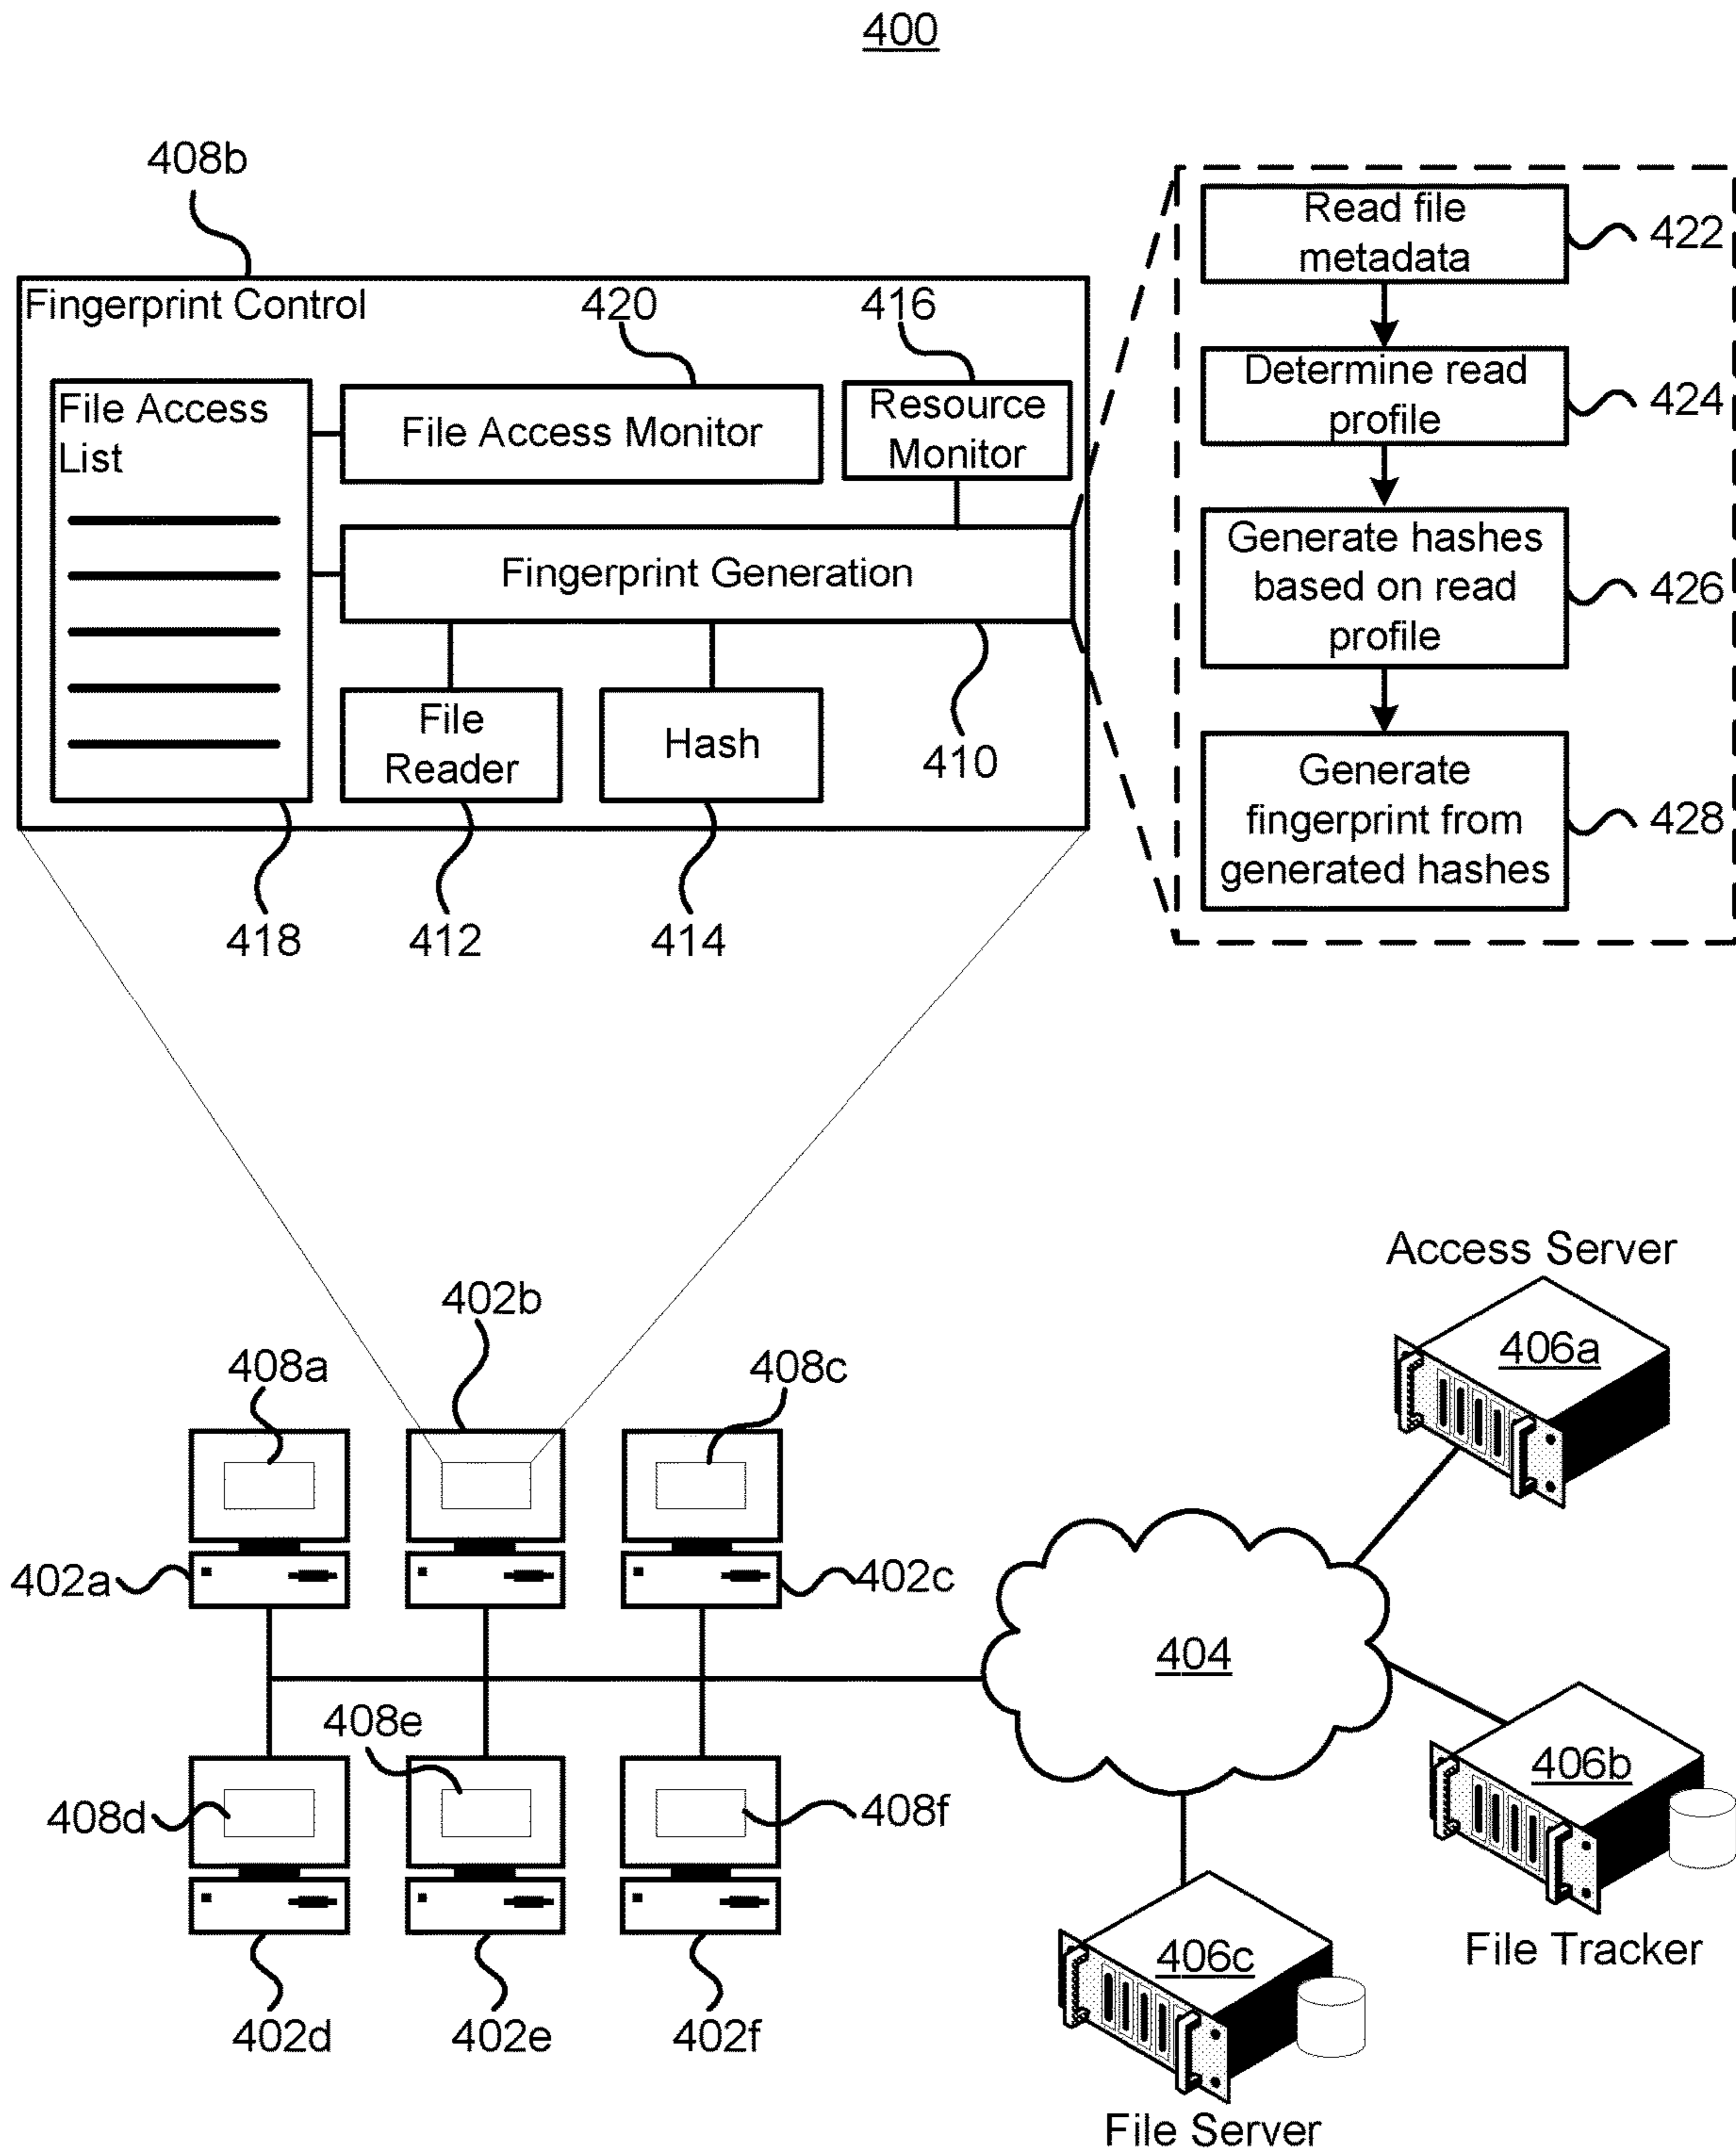 400
408b
Fingerprint Control
420
416
File Access
List
File Access Monitor
Resource
Monitor
Fingerprint Generation
File
Reader
Hash
410
418
412
414
Read file
metadata
422
Determine read
profile
424
Generate hashes
based on read
profile
426
Generate
fingerprint from
generated hashes
428
402b
408a
408c
402a
402c
408e
408d
408f
402d
402e
402f
404
Access Server
406a
406b
File Tracker
406c
File Server